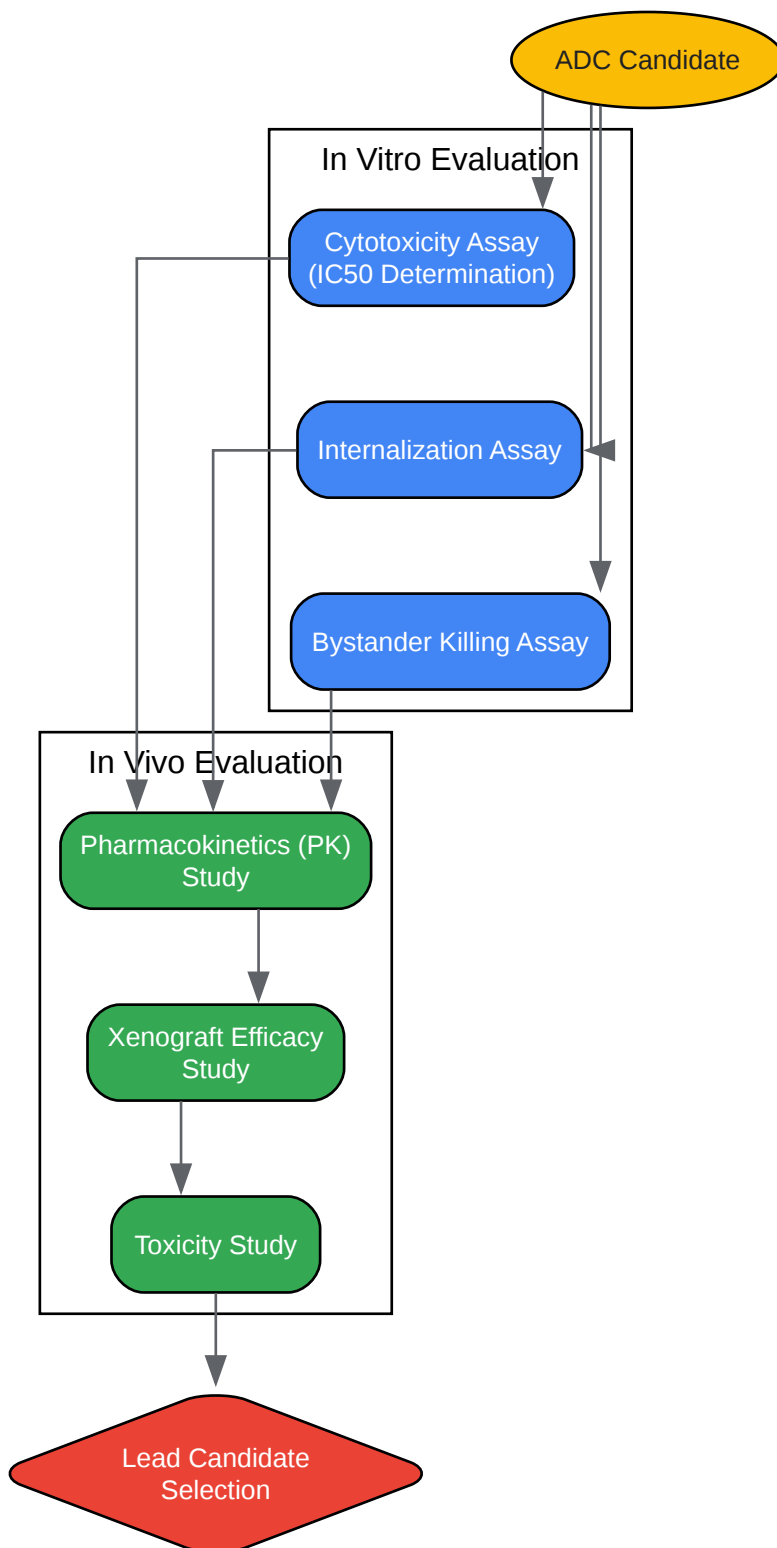 ADC Candidate
In Vitro Evaluation
Cytotoxicity Assay
(IC50 Determination)
Internalization Assay
Bystander Killing Assay
In Vivo Evaluation
Pharmacokinetics (PK)
Study
Xenograft Efficacy
Study
Toxicity Study
Lead Candidate
Selection